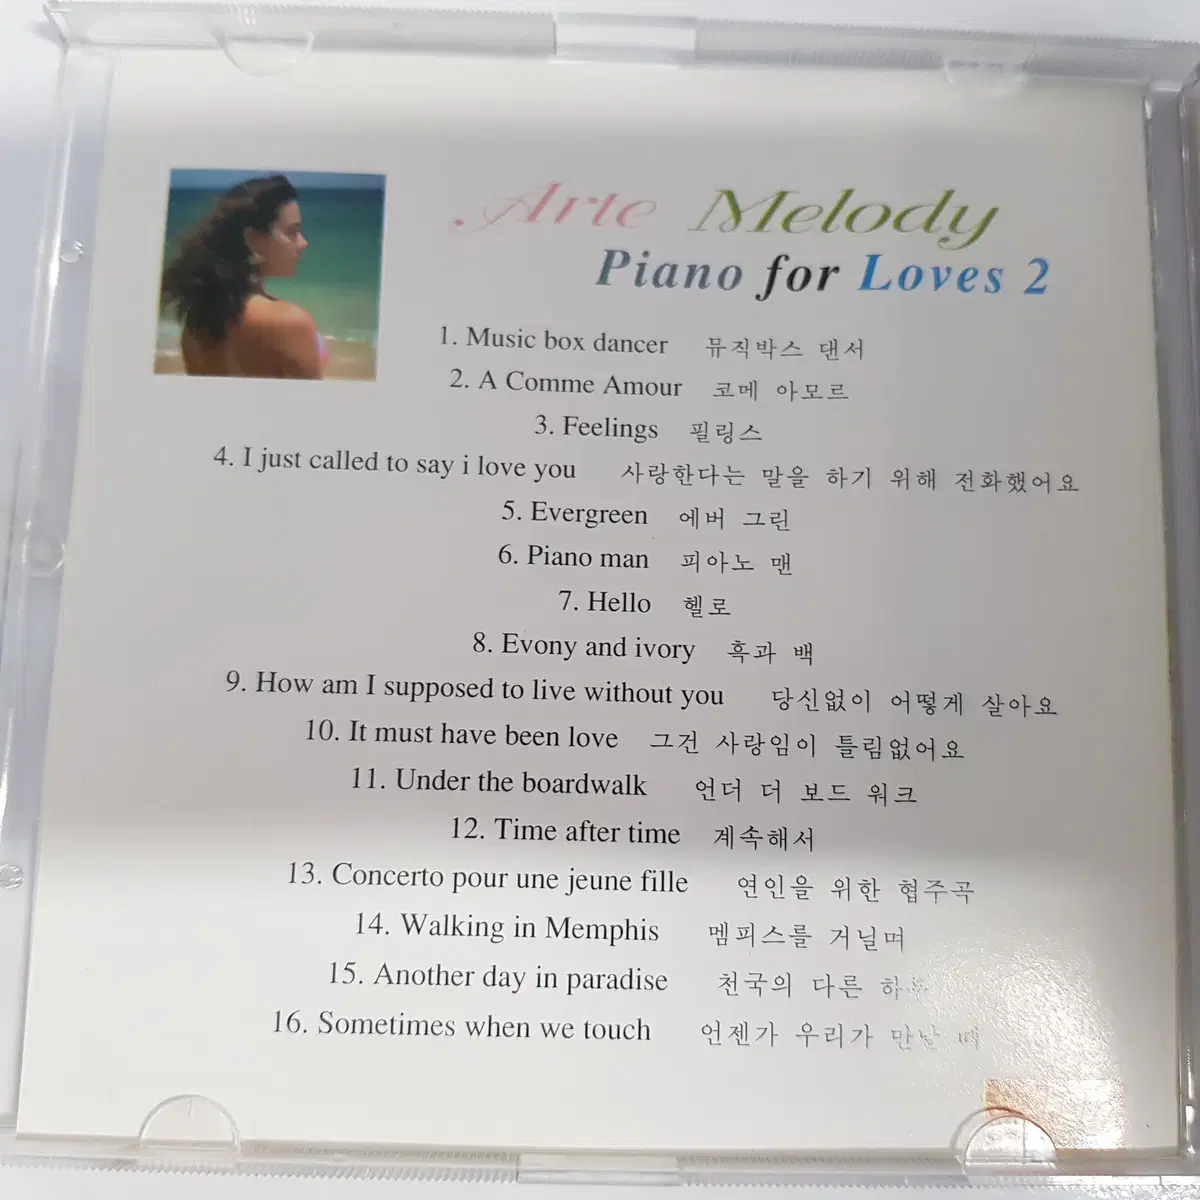 Arte Melody
Piano for Loves 2
1. Music box dancer 뮤직박스 댄서
2. A Comme Amour 코메 아모르
3. Feelings 필링스
4. I just called to say i love you 사랑한다는 말을 하기 위해 전화했어요
5. Evergreen 에버 그린
6. Piano man 피아노 맨
7. Hello 헬로
8. Evony and ivory 흑과 백
9. How am I supposed to live without you 당신없이 어떻게 살아요
10. It must have been love 그건 사랑임이 틀림없어요
11. Under the boardwalk 언더 더 보드 워크
12. Time after time 계속해서
13. Concerto pour une jeune fille 연인을 위한 협주곡
14. Walking in Memphis 멤피스를 거닐며
15. Another day in paradise 천국의 다른
16. Sometimes when we touch 언젠가 우리가 만날